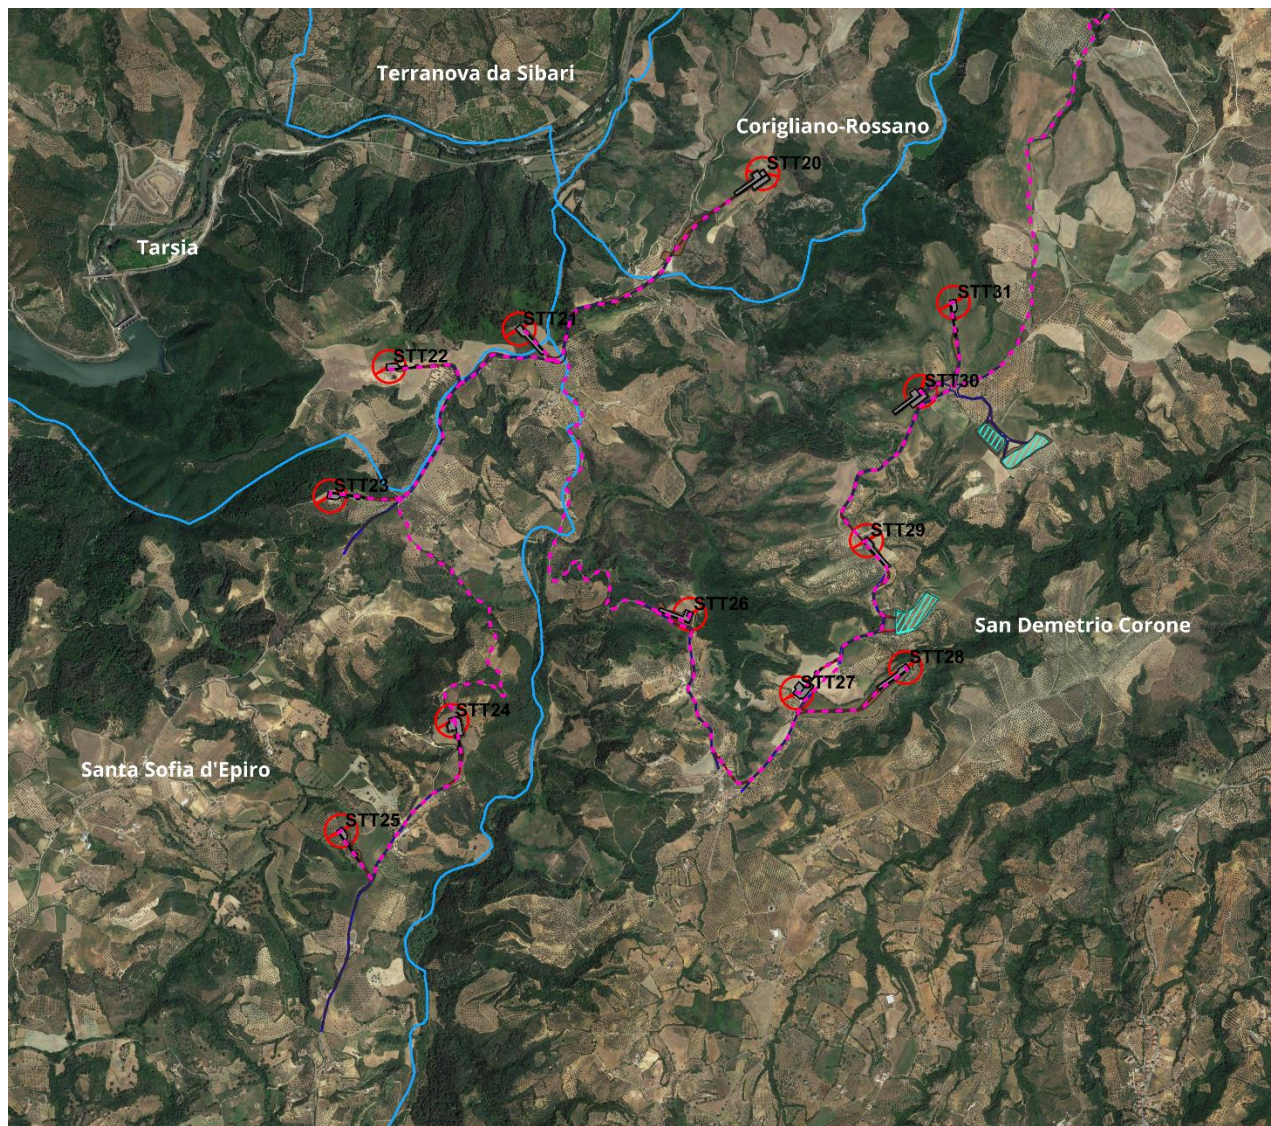 Terranova da Sibari
Corigliano-Rossano
STT20
Tarsia
STT31
STT21
STT22
STT30
STT23
STT29
STT26
San Demetrio Corone
STT28
STT27
STT24
Santa Sofia d'Epiro
STT25